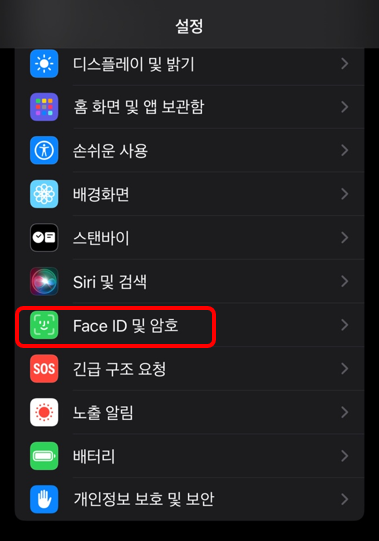 설정
디스플레이 및 밝기
홈 화면 및 앱 보관함
손쉬운 사용
배경화면
스탠바이
Siri 및 검색
Face ID 및 암호
SOS 긴급 구조 요청
노출 알림
배터리
개인정보 보호 및 보안